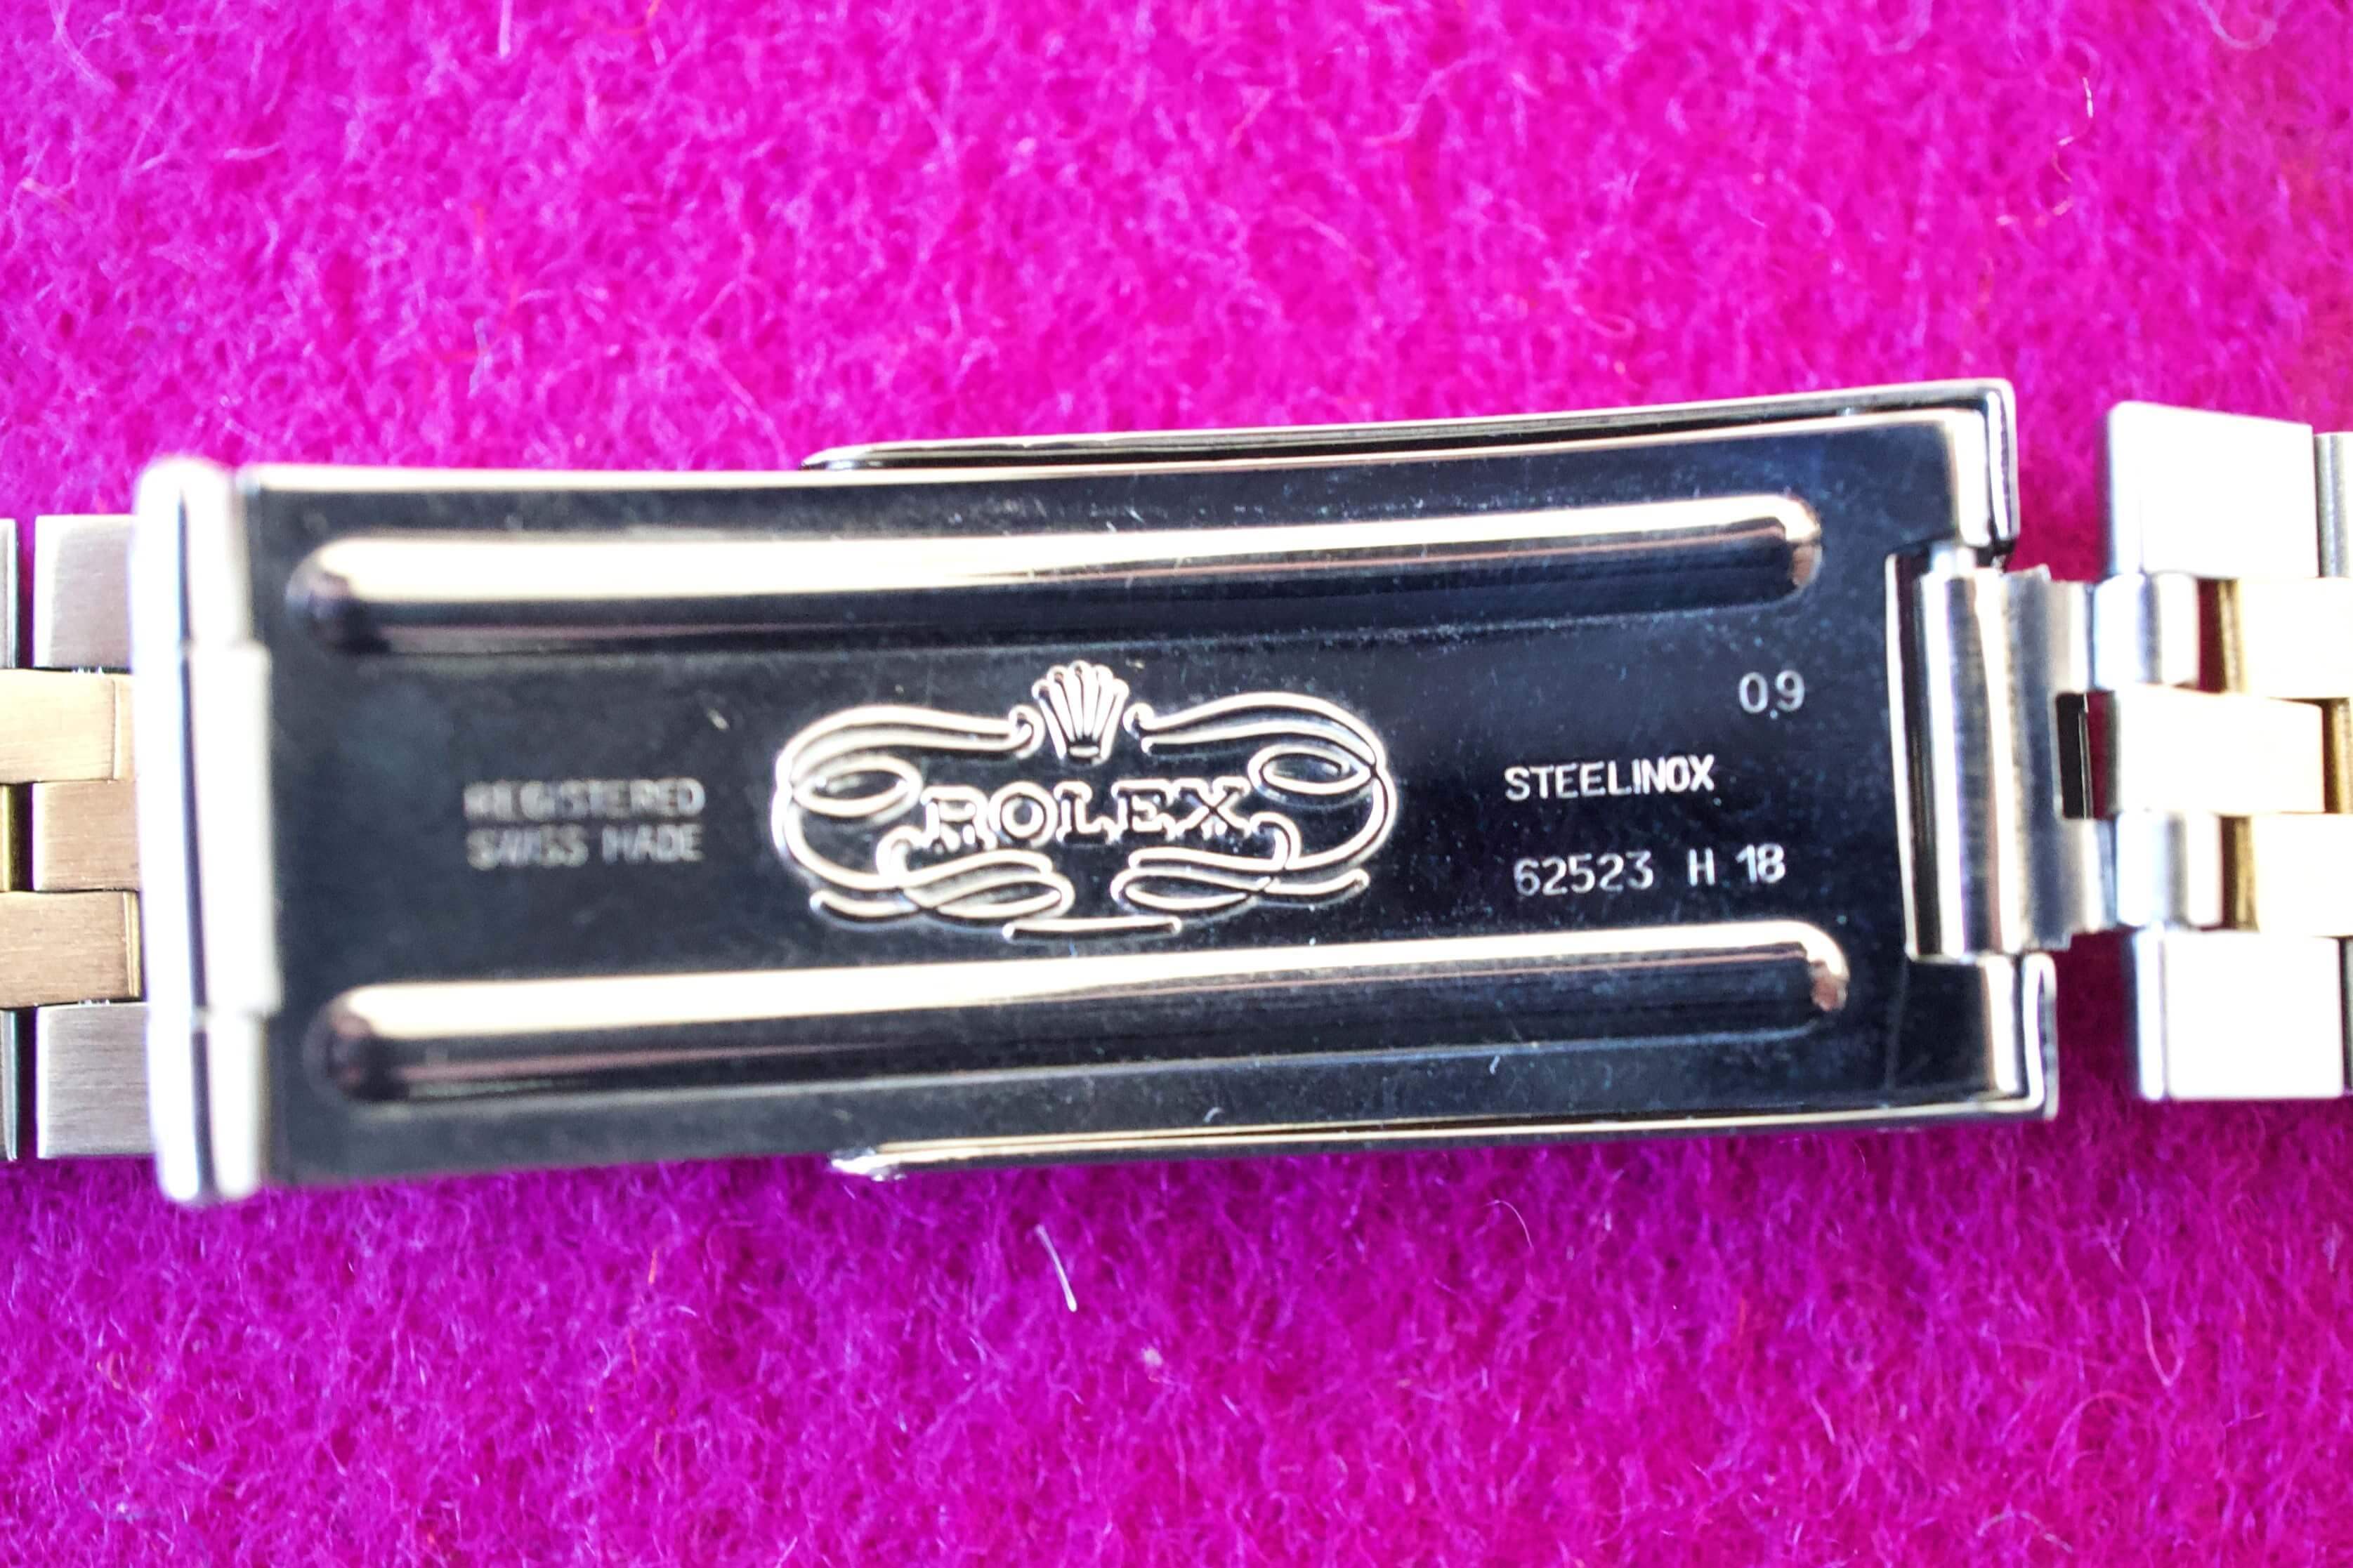 REGISTERED
SWISS MADE
ROLEX
09
STEELINOX
62523 H 18